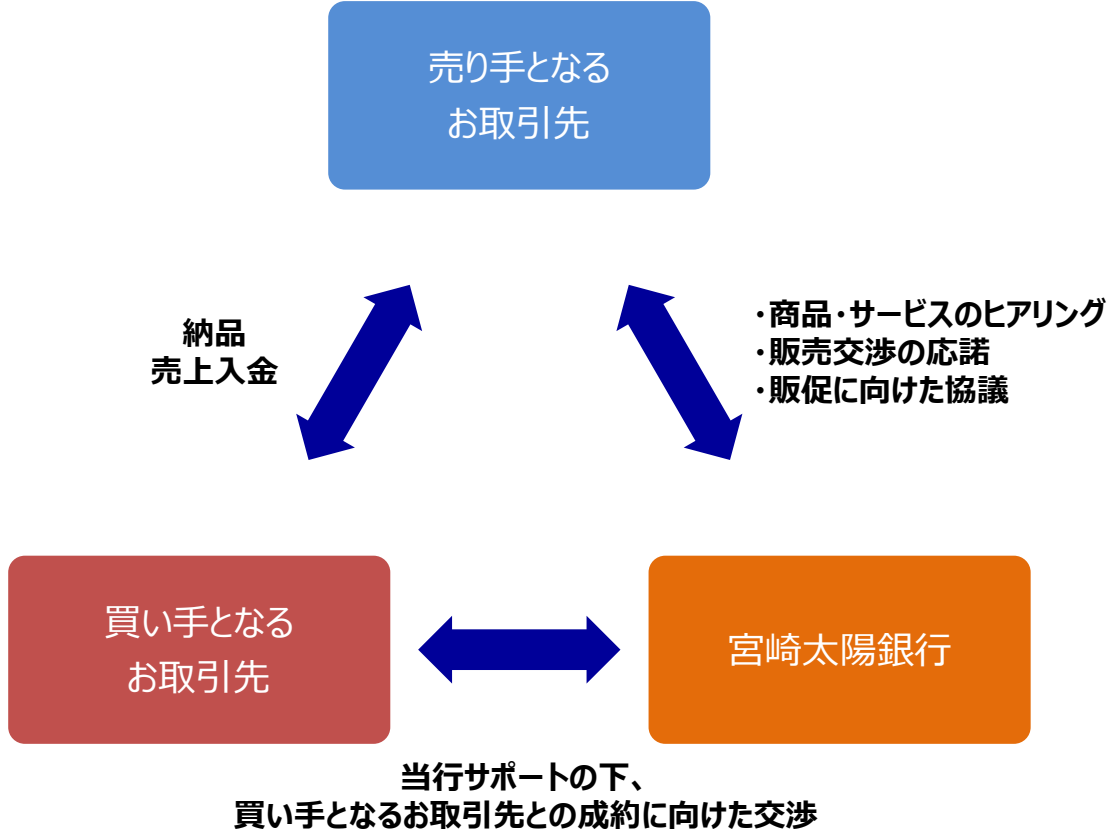 売り手となる
お取引先
納品
売上入金
・商品・サービスのヒアリング
・販売交渉の応諾
・販促に向けた協議
買い手となる
お取引先
宮崎太陽銀行
当行サポートの下、
買い手となるお取引先との成約に向けた交渉